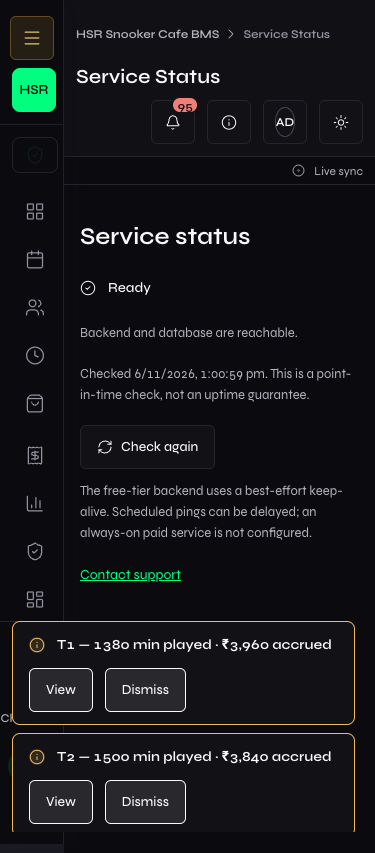 HSR Snooker Cafe BMS > Service Status
HSR
Service Status
95
AD
Live sync
Service status
Ready
Backend and database are reachable.
Checked 6/11/2026, 1:00:59 pm. This is a point-
in-time check, not an uptime guarantee.
Check again
The free-tier backend uses a best-effort keep-
alive. Scheduled pings can be delayed; an
always-on paid service is not configured.
Contact support
T1 — 1380 min played · ₹3,960 accrued
View Dismiss
T2 — 1500 min played · ₹3,840 accrued
View Dismiss